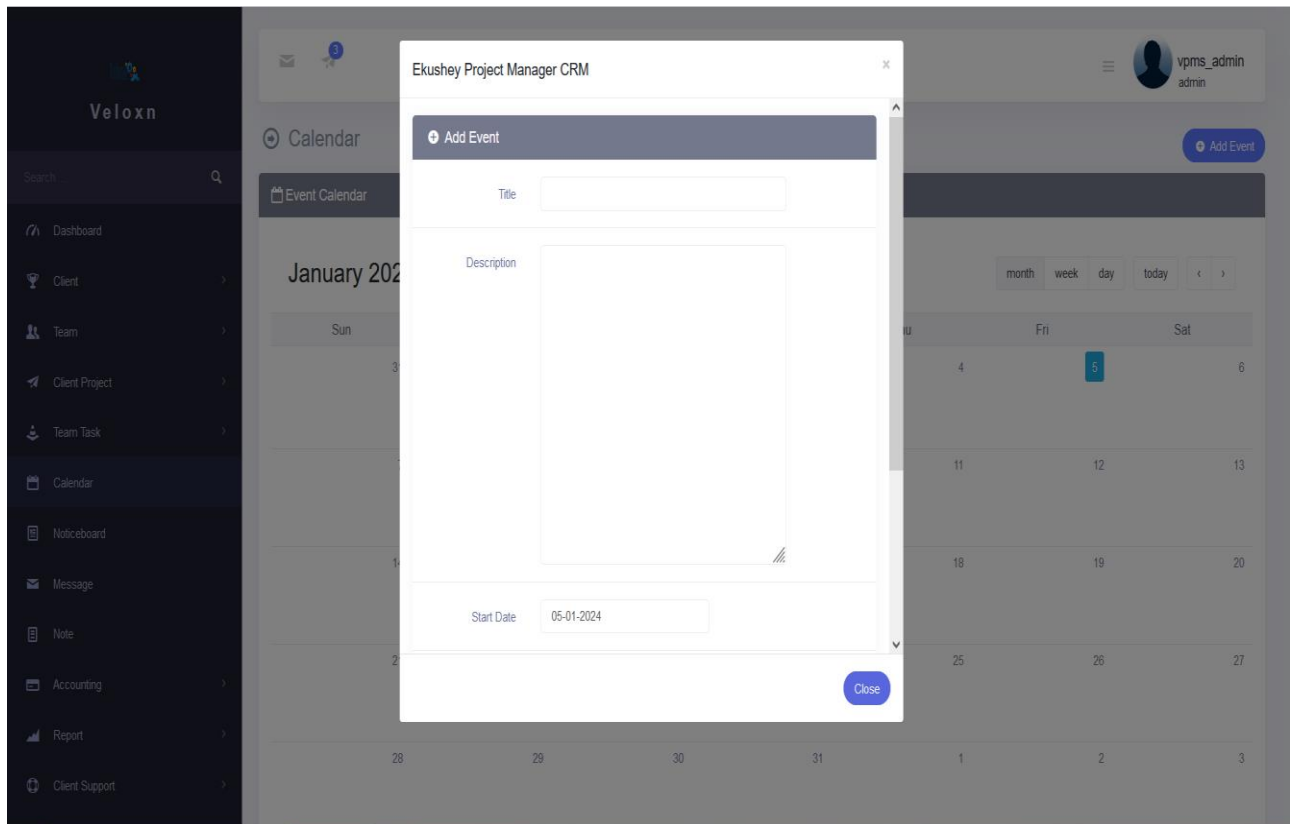 Veloxn
Search ...
Dashboard
Client
Team
Client Project
Team Task
Calendar
Noticeboard
Message
Note
Accounting
Report
Client Support
3
vpms_admin
admin
Calendar
Add Event
Event Calendar
January 202
month week day today
Sun
Fri
Sat
4 5 6
11 12 13
18 19 20
25 26 27
28 29 30 31 1 2 3
Ekushey Project Manager CRM
×
Add Event
Title
Description
Start Date 05-01-2024
Close